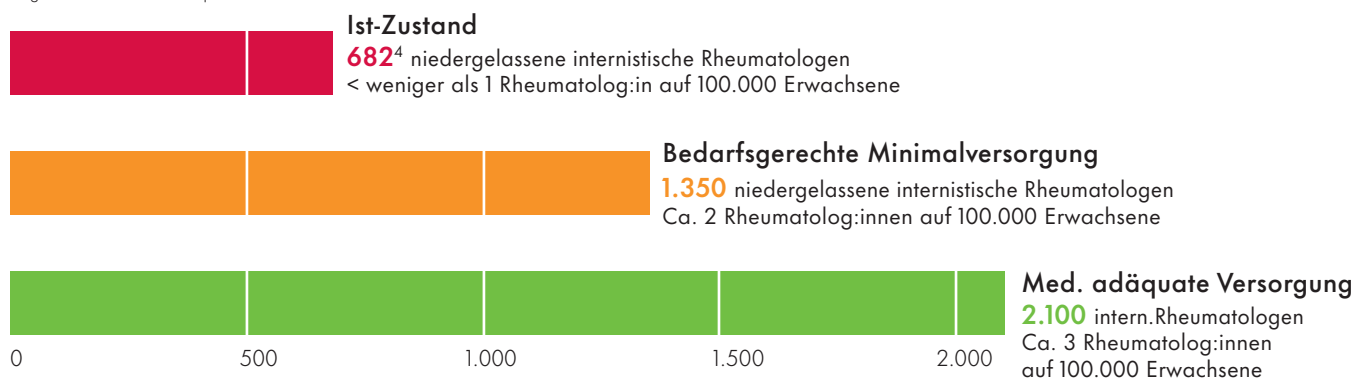 Ist-Zustand
682⁴ niedergelassene internistische Rheumatologen
< weniger als 1 Rheumatolog:in auf 100.000 Erwachsene
Bedarfsgerechte Minimalversorgung
1.350 niedergelassene internistische Rheumatologen
Ca. 2 Rheumatolog:innen auf 100.000 Erwachsene
Med. adäquate Versorgung
2.100 intern.Rheumatologen
Ca. 3 Rheumatolog:innen
auf 100.000 Erwachsene
0 500 1.000 1.500 2.000